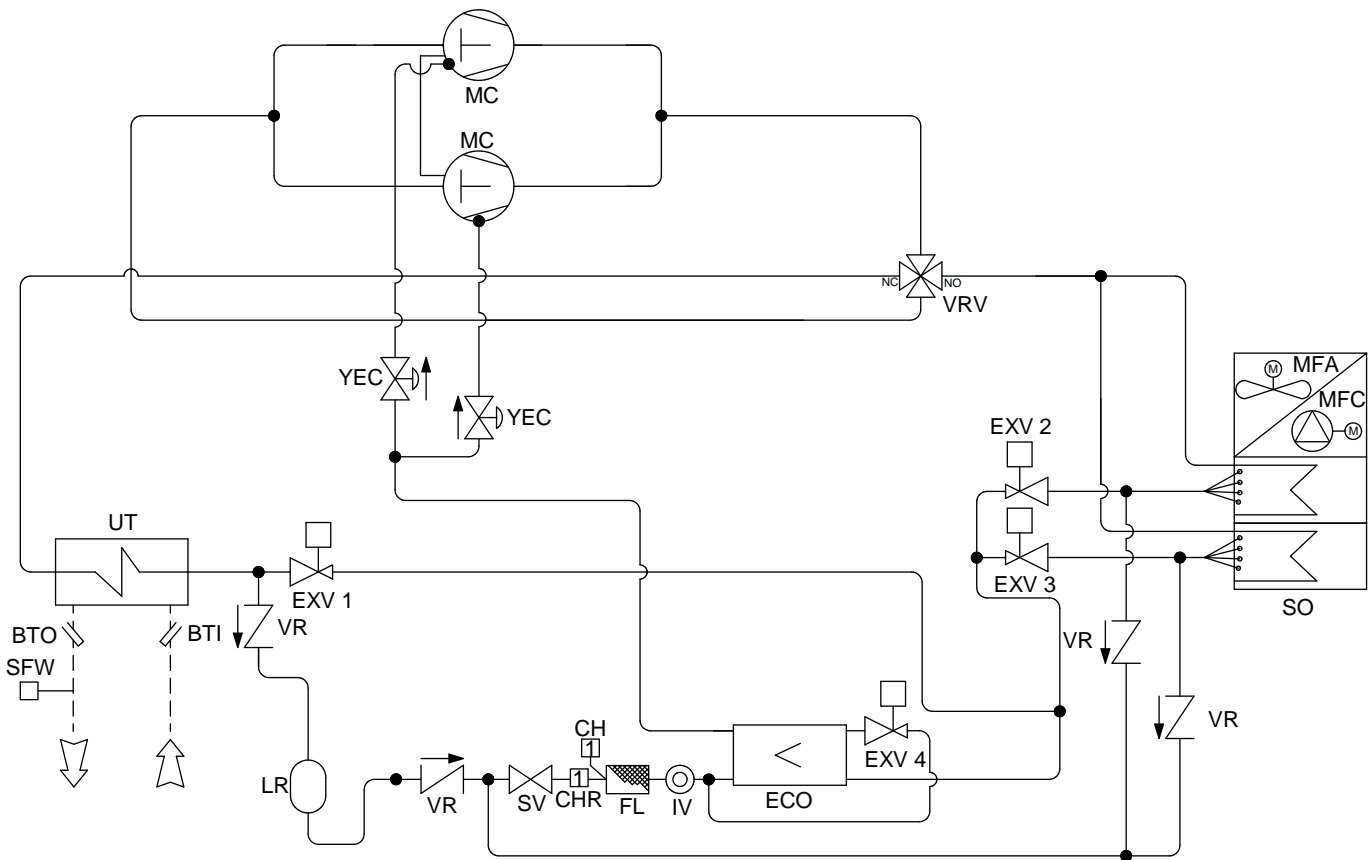 MC
MC
NC
NO
VRV
YEC
YEC
MFA
M
MFC
M
EXV 2
EXV 3
SO
UT
EXV 1
BTO
BTI
VR
SFW
VR
VR
CH
1
1
EXV 4
LR
VR
SV
CHR
FL
IV
ECO